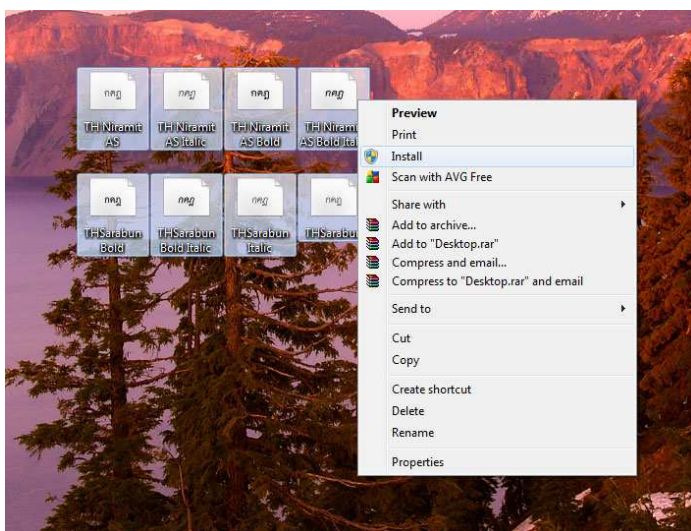 กคฎ
กคฎ
กคฎ
กคฎ
TH Niramit
AS
TH Niramit
AS Italic
TH Niramit
AS Bold
TH Niram
AS Bold Ita
กคฎ
กคฎ
กคฎ
กคฎ
THSarabun
Bold
THSarabun
Bold Italic
THSarabun
Italic
THSarabu
Preview
Print
Install
Scan with AVG Free
Share with
Add to archive...
Add to "Desktop.rar"
Compress and email...
Compress to "Desktop.rar" and email
Send to
Cut
Copy
Create shortcut
Delete
Rename
Properties